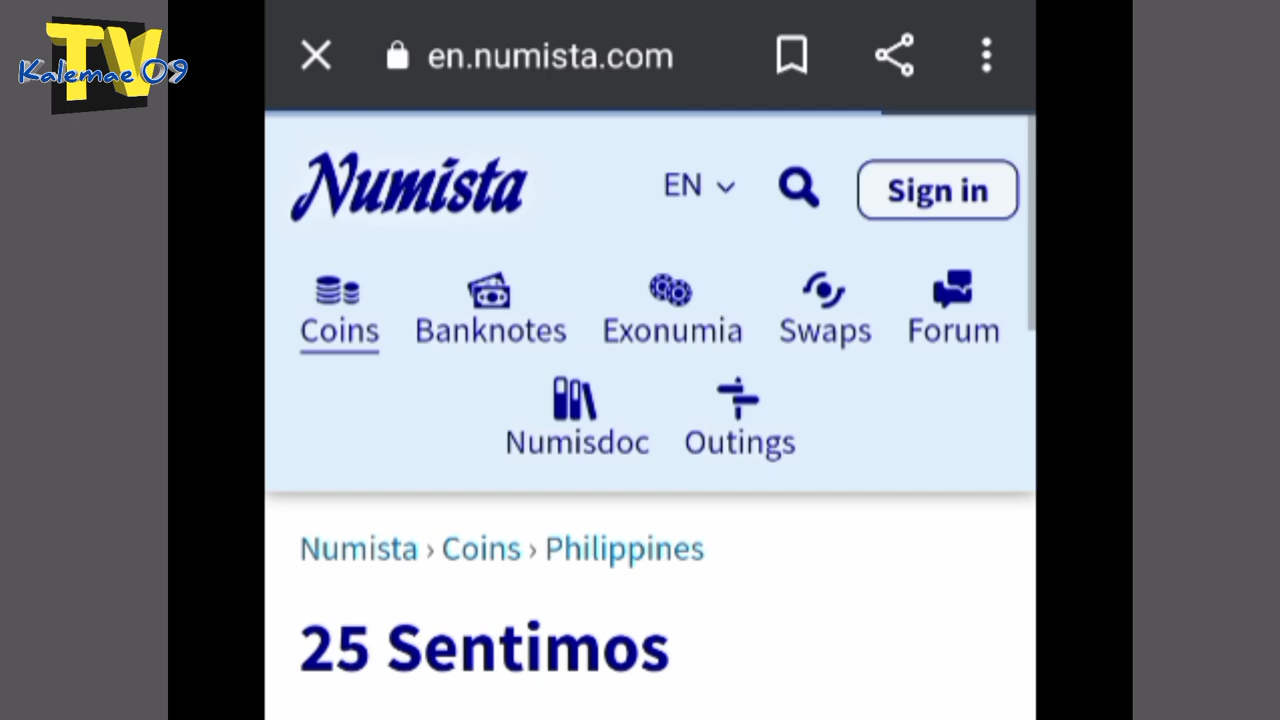 TV
Kalemae 09
en.numista.com
Numista
EN
Sign in
Coins Banknotes Exonumia Swaps Forum
Numisdoc Outings
Numista › Coins › Philippines
25 Sentimos